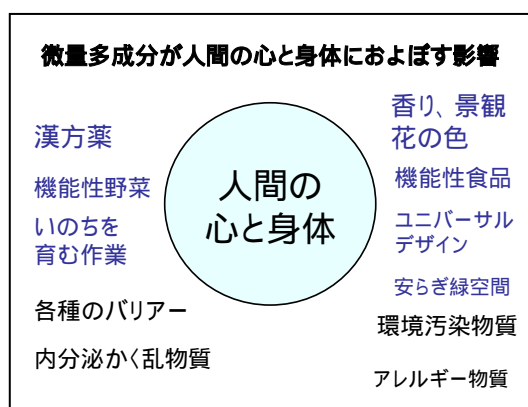 微量多成分が人間の心と身体におよぼす影響
漢方薬
機能性野菜
いのちを
育む作業
各種のバリアー
内分泌かく乱物質
人間の
心と身体
香り、景観
花の色
機能性食品
ユニバーサル
デザイン
安らぎ緑空間
環境汚染物質
アレルギー物質